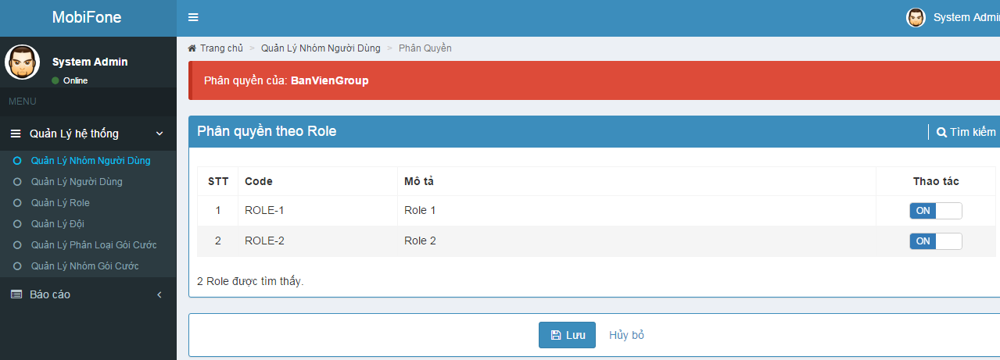 MobiFone
System Admin
System Admin
Online
MENU
Quản Lý hệ thống
Quản Lý Nhóm Người Dùng
Quản Lý Người Dùng
Quản Lý Role
Quản Lý Đội
Quản Lý Phân Loại Gói Cước
Quản Lý Nhóm Gói Cước
Báo cáo
Trang chủ > Quản Lý Nhóm Người Dùng > Phân Quyền
Phân quyền của: BanVienGroup
Phân quyền theo Role
Tìm kiếm
STT Code Mô tả Thao tác
1 ROLE-1 Role 1 ON
2 ROLE-2 Role 2 ON
2 Role được tìm thấy.
Lưu Hủy bỏ